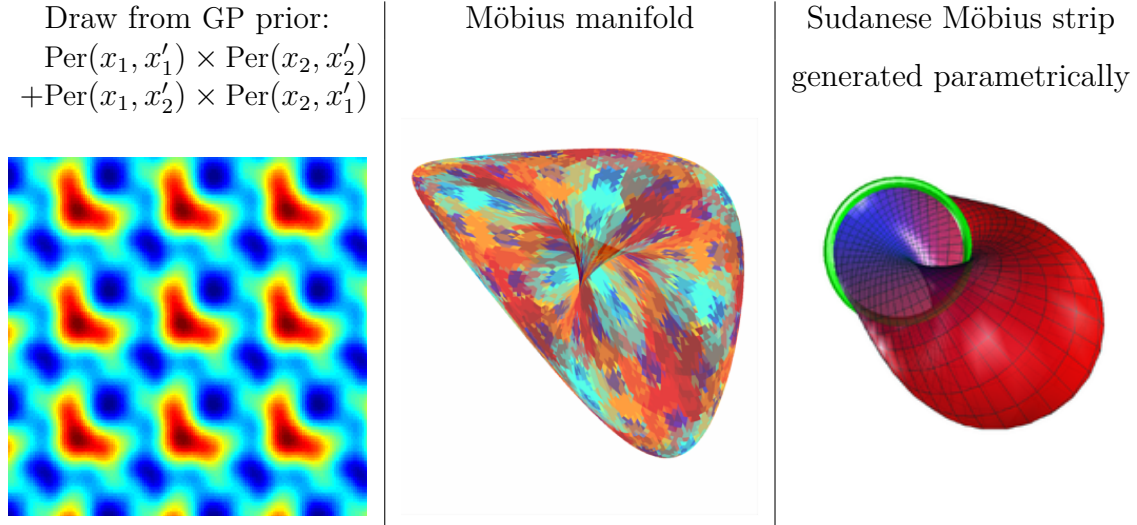 Draw from GP prior:
Per(x₁, x′₁) × Per(x₂, x′₂)
+Per(x₁, x′₂) × Per(x₂, x′₁)
Möbius manifold
Sudanese Möbius strip
generated parametrically